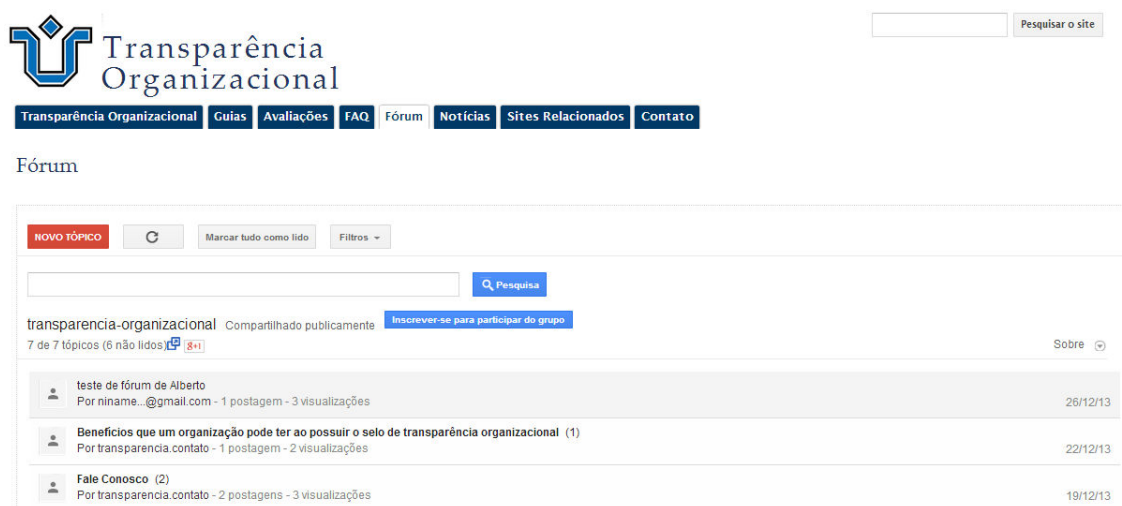 Pesquisar o site
Transparência
Organizacional
Transparência Organizacional Guias Avaliações FAQ Fórum Notícias Sites Relacionados Contato
Fórum
NOVO TÓPICO Marcar tudo como lido Filtros
Pesquisa
transparencia-organizacional Compartilhado publicamente Inscrever-se para participar do grupo
7 de 7 tópicos (6 não lidos) g+1 Sobre
teste de fórum de Alberto
Por niname...@gmail.com - 1 postagem - 3 visualizações 26/12/13
Benefícios que um organização pode ter ao possuir o selo de transparência organizacional (1)
Por transparencia.contato - 1 postagem - 2 visualizações 22/12/13
Fale Conosco (2)
Por transparencia.contato - 2 postagens - 3 visualizações 19/12/13